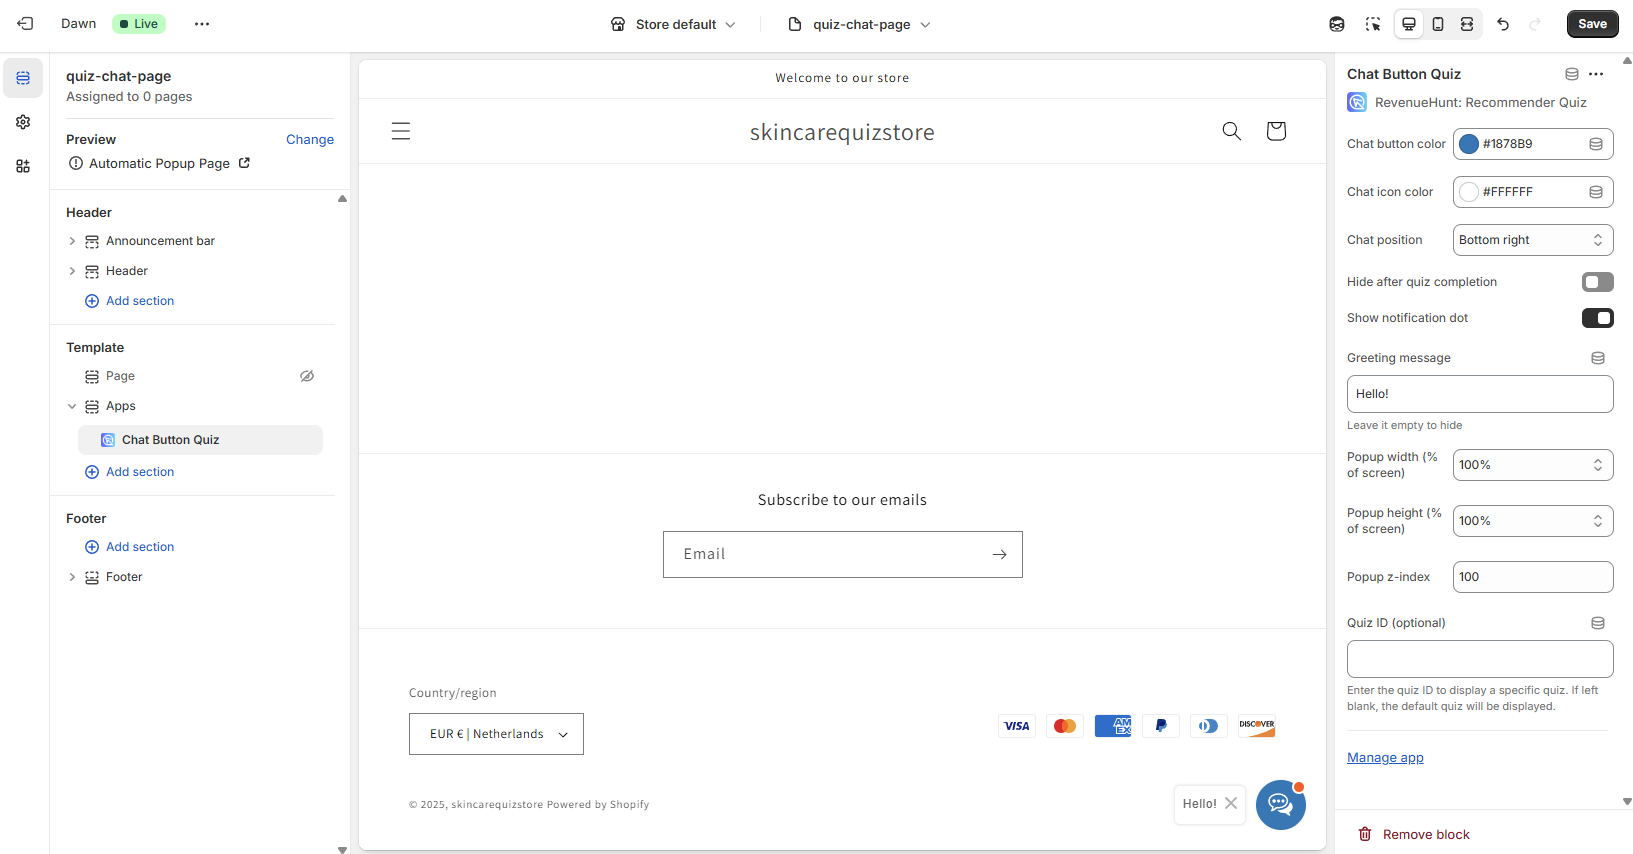 Dawn
Live
Store default
quiz-chat-page
Save
quiz-chat-page
Assigned to 0 pages
Preview
Change
Automatic Popup Page
Header
Announcement bar
Header
Add section
Template
Page
Apps
Chat Button Quiz
Add section
Footer
Add section
Footer
Welcome to our store
skincarequizstore
Subscribe to our emails
Email
Country/region
EUR € | Netherlands
VISA
AM
EX
DISCOVER
© 2025, skincarequizstore Powered by Shopify
Hello!
Chat Button Quiz
RevenueHunt: Recommender Quiz
Chat button color
#1878B9
Chat icon color
#FFFFFF
Chat position
Bottom right
Hide after quiz completion
Show notification dot
Greeting message
Hello!
Leave it empty to hide
Popup width (%
of screen)
100%
Popup height (%
of screen)
100%
Popup z-index
100
Quiz ID (optional)
Enter the quiz ID to display a specific quiz. If left
blank, the default quiz will be displayed.
Manage app
Remove block